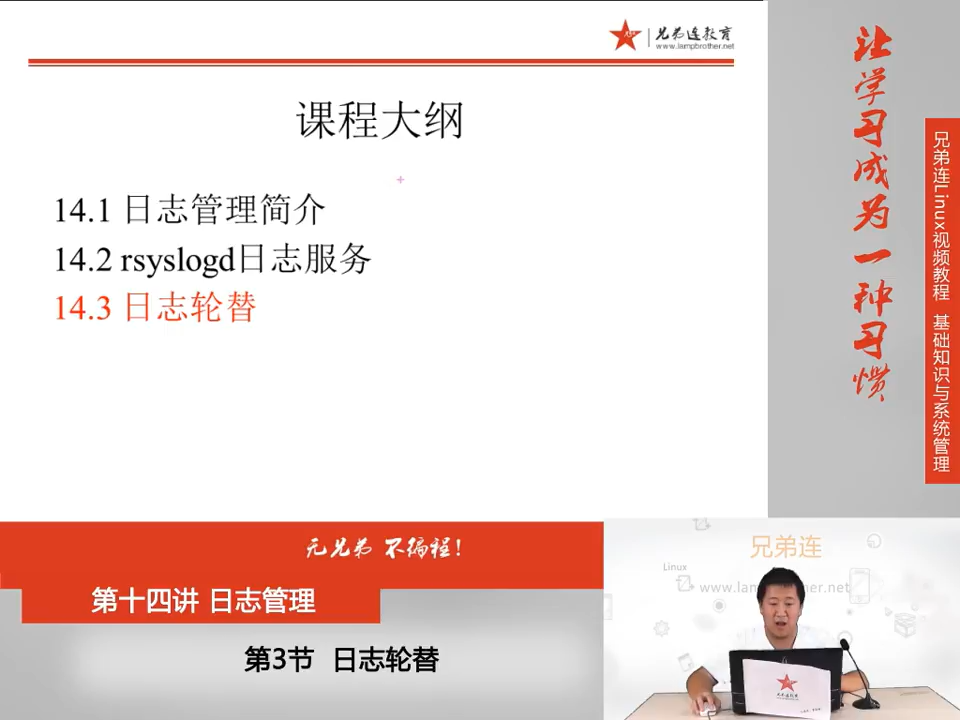 兄弟连教育
www.lampbrother.net
课程大纲
14.1 日志管理简介
14.2 rsyslogd日志服务
14.3 日志轮替
让学习成为一种习惯
兄弟连Linux视频教程 基础知识与系统管理
无兄弟 不编程!
第十四讲 日志管理
第3节 日志轮替
兄弟连
Linux